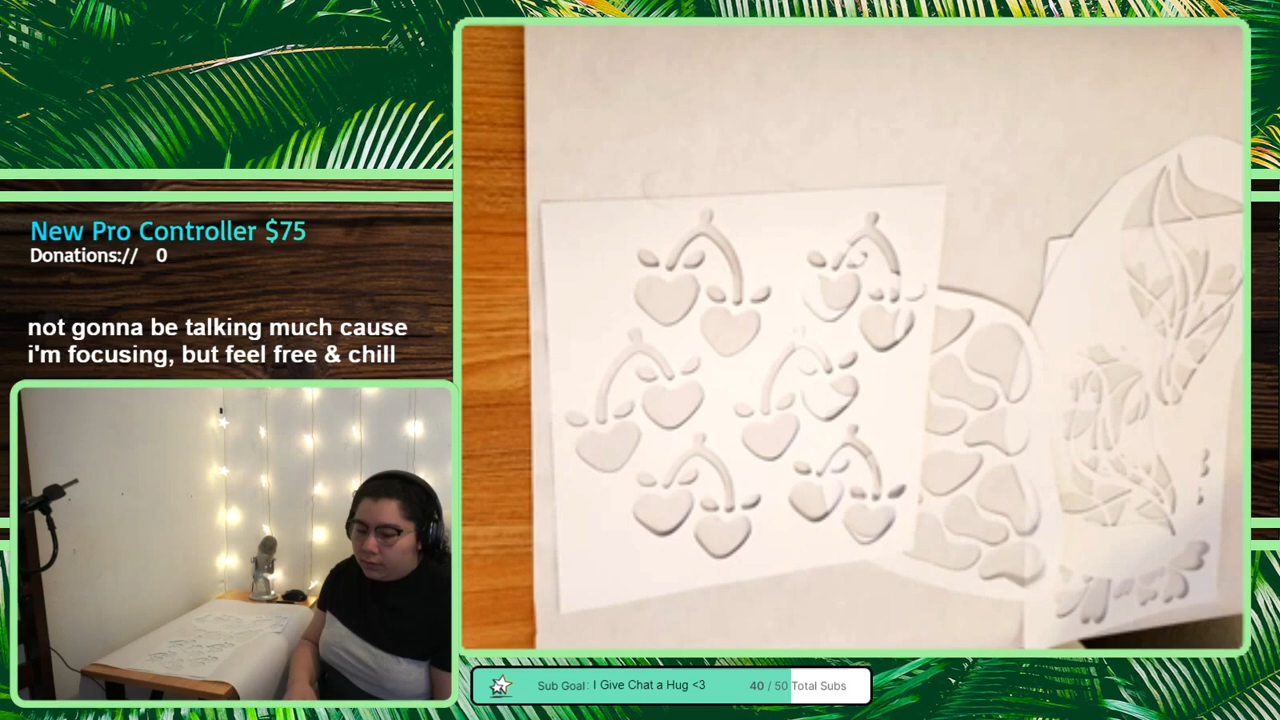 New Pro Controller $75
Donations:// 0
not gonna be talking much cause
i'm focusing, but feel free & chill
Sub Goal: I Give Chat a Hug <3 40 / 50 Total Subs